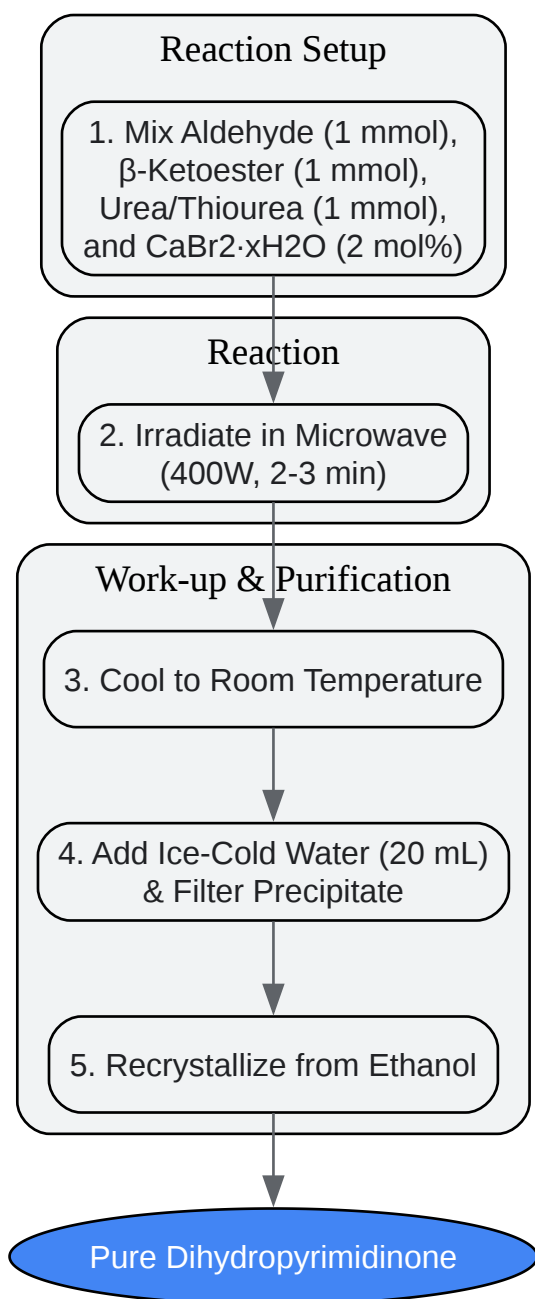 Reaction Setup
1. Mix Aldehyde (1 mmol),
β-Ketoester (1 mmol),
Urea/Thiourea (1 mmol),
and CaBr2·xH2O (2 mol%)
Reaction
2. Irradiate in Microwave
(400W, 2-3 min)
Work-up & Purification
3. Cool to Room Temperature
4. Add Ice-Cold Water (20 mL)
& Filter Precipitate
5. Recrystallize from Ethanol
Pure Dihydropyrimidinone